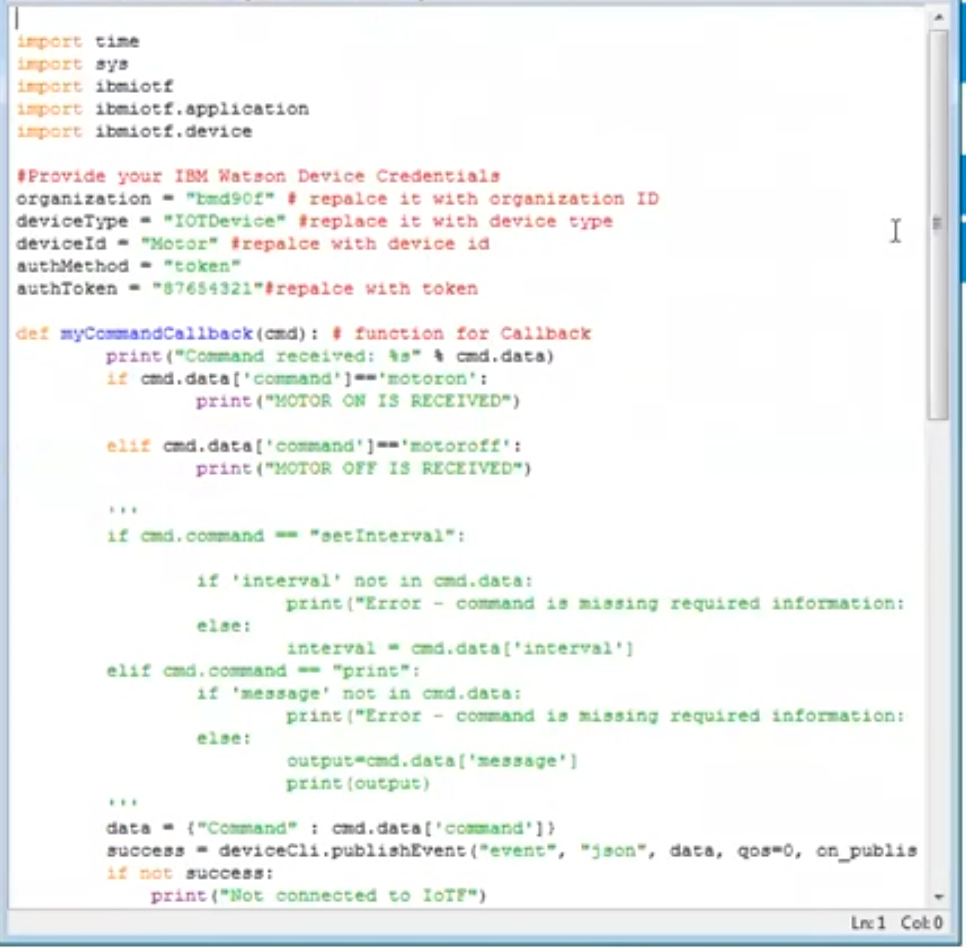 import time
import sys
import ibmiotf
import ibmiotf.application
import ibmiotf.device
#Provide your IBM Watson Device Credentials
organization = "bmd90f" # repalce it with organization ID
deviceType = "IOTDevice" #replace it with device type
deviceId = "Motor" #repalce with device id
authMethod = "token"
authToken = "87654321"#repalce with token
def myCommandCallback(cmd): # function for Callback
print("Command received: %s" % cmd.data)
if cmd.data['command']=='motoron':
print("MOTOR ON IS RECEIVED")
elif cmd.data['command']=='motoroff':
print("MOTOR OFF IS RECEIVED")
'''
if cmd.command == "setInterval":
if 'interval' not in cmd.data:
print("Error - command is missing required information:
else:
interval = cmd.data['interval']
elif cmd.command == "print":
if 'message' not in cmd.data:
print("Error - command is missing required information:
else:
output=cmd.data['message']
print(output)
'''
data = {"Command" : cmd.data['command']}
success = deviceCli.publishEvent("event", "json", data, qos=0, on_publis
if not success:
print("Not connected to IoTF")
Ln:1 Col:0